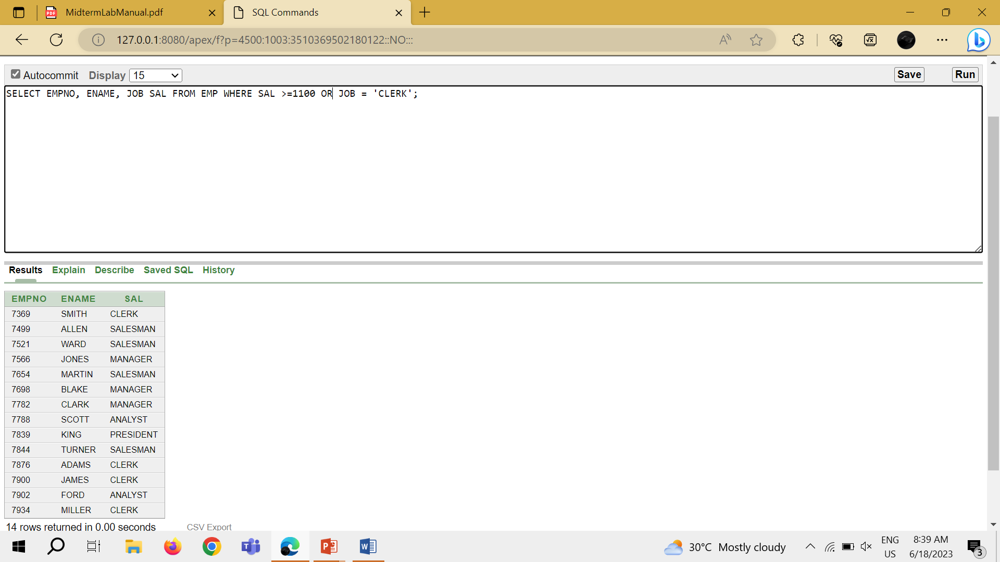 MidtermLabManual.pdf
SQL Commands
127.0.0.1:8080/apex/f?p=4500:1003:3510369502180122::NO:::
Autocommit Display 15 Save Run
SELECT EMPNO, ENAME, JOB SAL FROM EMP WHERE SAL >=1100 OR JOB = 'CLERK';
Results Explain Describe Saved SQL History
EMPNO ENAME SAL
7369 SMITH CLERK
7499 ALLEN SALESMAN
7521 WARD SALESMAN
7566 JONES MANAGER
7654 MARTIN SALESMAN
7698 BLAKE MANAGER
7782 CLARK MANAGER
7788 SCOTT ANALYST
7839 KING PRESIDENT
7844 TURNER SALESMAN
7876 ADAMS CLERK
7900 JAMES CLERK
7902 FORD ANALYST
7934 MILLER CLERK
14 rows returned in 0.00 seconds CSV Export
30°C Mostly cloudy
ENG
US
8:39 AM
6/18/2023
3